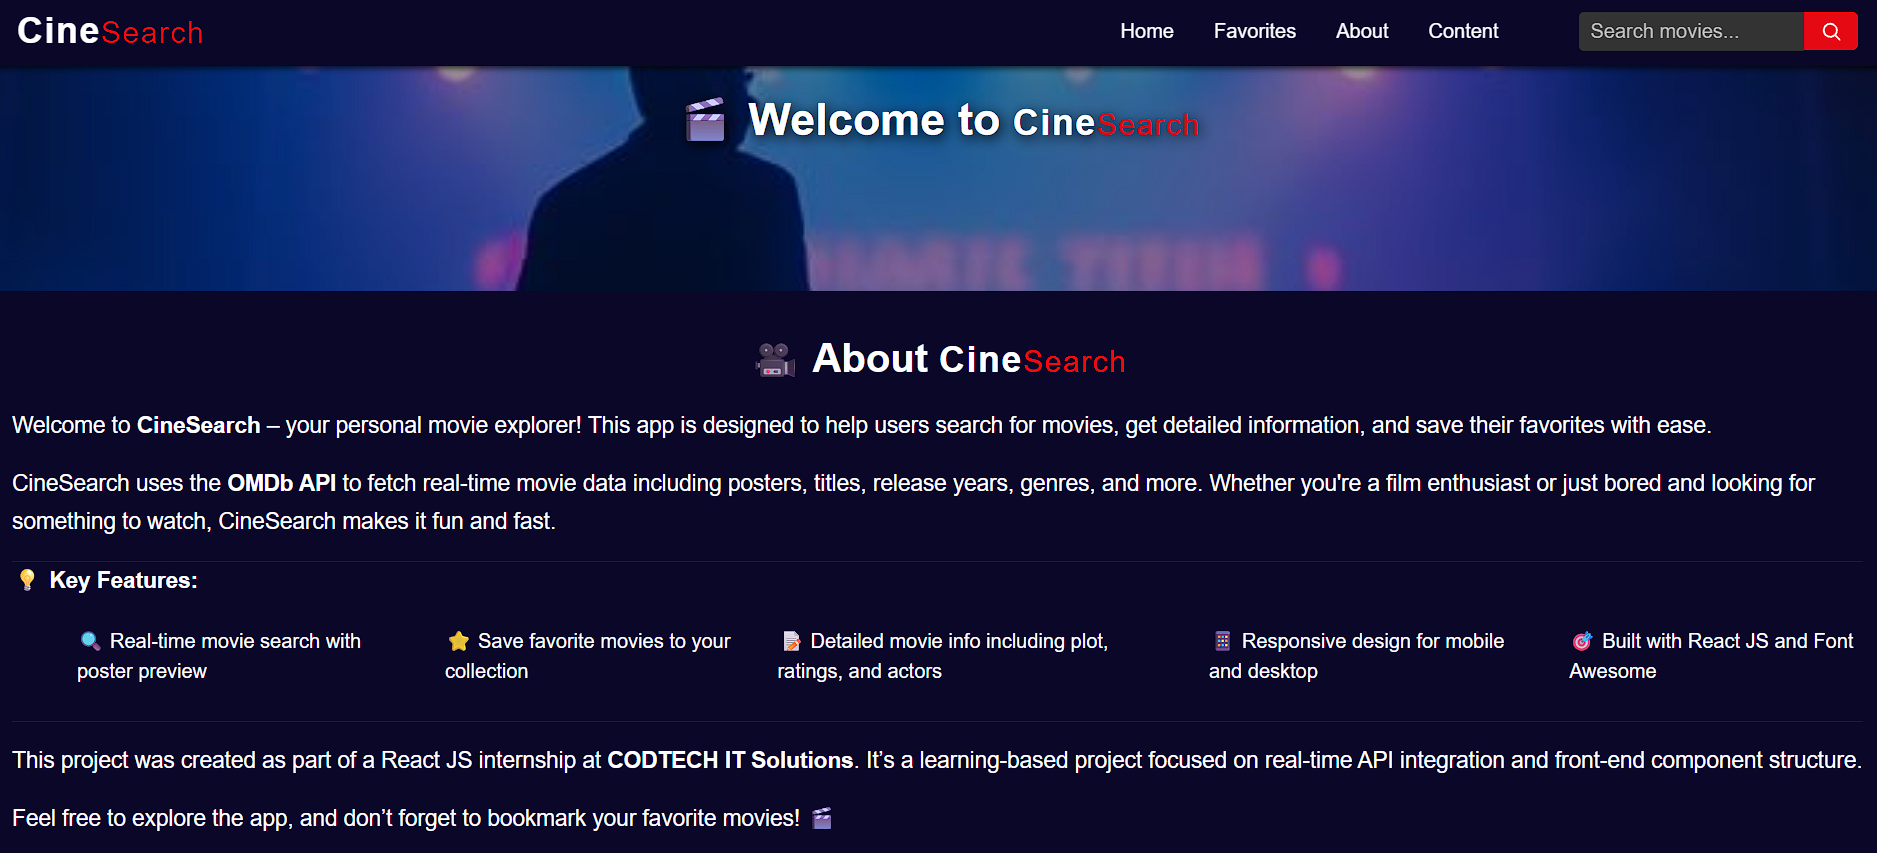 CineSearch
Home
Favorites
About
Content
Search movies...
🎬 Welcome to CineSearch
🎥 About CineSearch
Welcome to CineSearch – your personal movie explorer! This app is designed to help users search for movies, get detailed information, and save their favorites with ease.
CineSearch uses the OMDb API to fetch real-time movie data including posters, titles, release years, genres, and more. Whether you're a film enthusiast or just bored and looking for
something to watch, CineSearch makes it fun and fast.
💡 Key Features:
🔍 Real-time movie search with
poster preview
⭐ Save favorite movies to your
collection
📝 Detailed movie info including plot,
ratings, and actors
📱 Responsive design for mobile
and desktop
🎯 Built with React JS and Font
Awesome
This project was created as part of a React JS internship at CODTECH IT Solutions. It’s a learning-based project focused on real-time API integration and front-end component structure.
Feel free to explore the app, and don’t forget to bookmark your favorite movies! 🎬